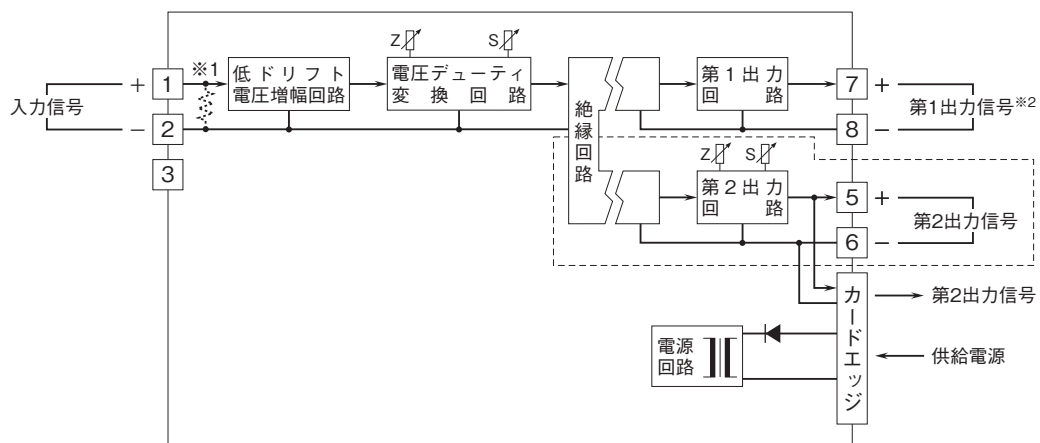 Z
S
※1
低ドリフト
電圧増幅回路
電圧デューティ
変換回路
第1出力
回路
絶縁回路
+
1
入力信号
-
2
3
7
+
第1出力信号※2
8
-
Z
S
第2出力
回路
5
+
第2出力信号
6
-
カードエッジ
第2出力信号
供給電源
電源
回路